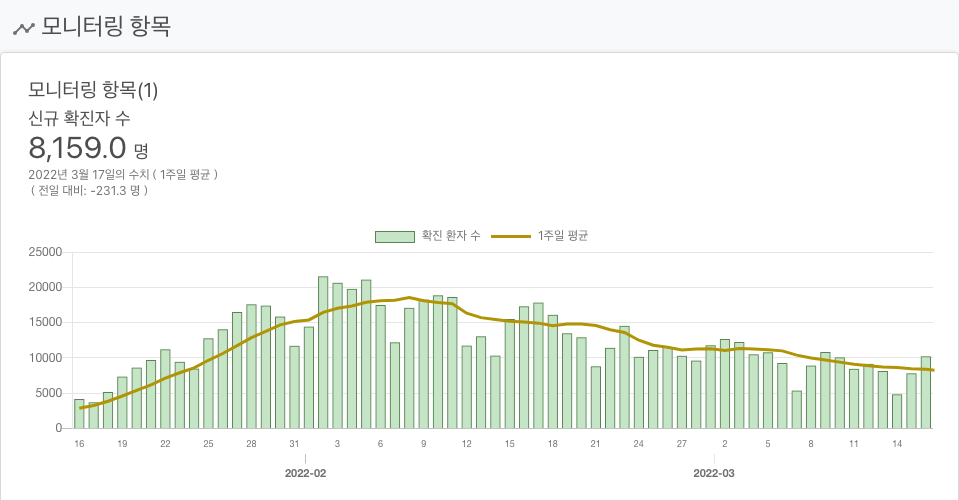 모니터링 항목
모니터링 항목(1)
신규 확진자 수
8,159.0 명
2022년 3월 17일의 수치 ( 1주일 평균 )
( 전일 대비: -231.3 명 )
확진 환자 수 1주일 평균
25000
20000
15000
10000
5000
0
16 19 22 25 28 31 3 6 9 12 15 18 21 24 27 2 5 8 11 14
2022-02 2022-03